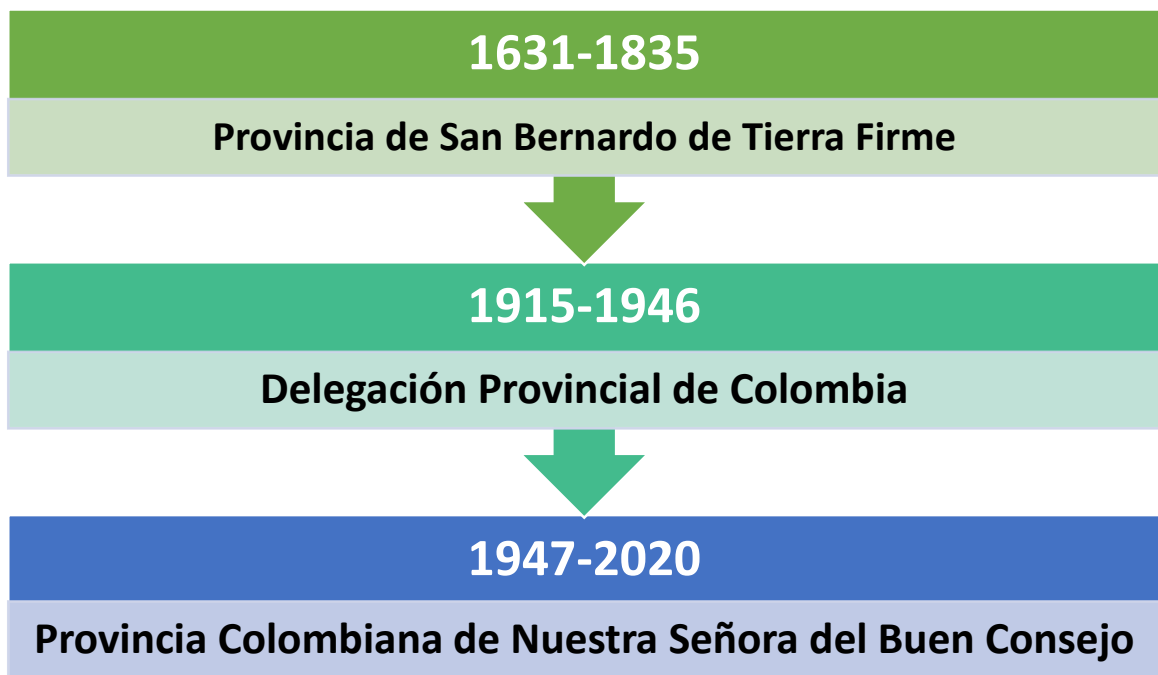 1631-1835
Provincia de San Bernardo de Tierra Firme
1915-1946
Delegación Provincial de Colombia
1947-2020
Provincia Colombiana de Nuestra Señora del Buen Consejo